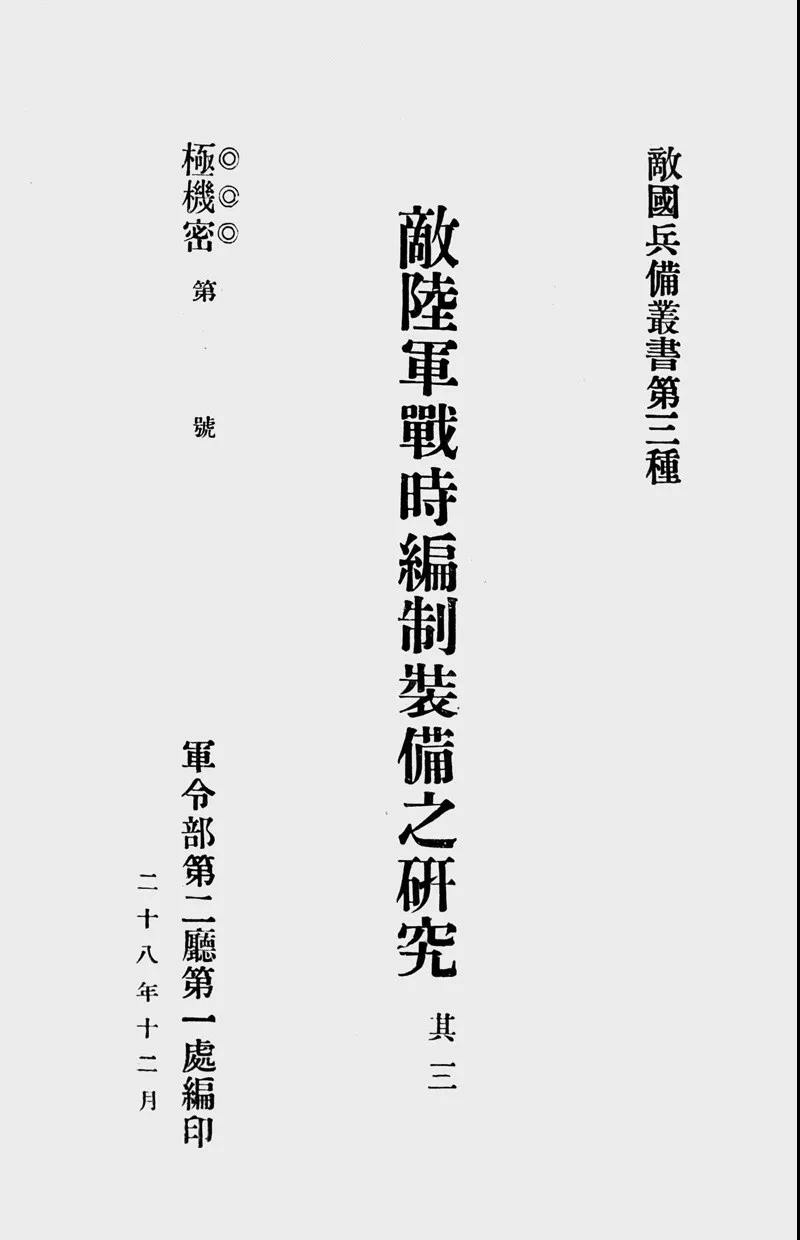 敵國兵備叢書第三種
敵陸軍戰時編制裝備之研究 其三
◎◎◎
極機密 第 號
軍令部第二廳第一處編印
二十八年十二月